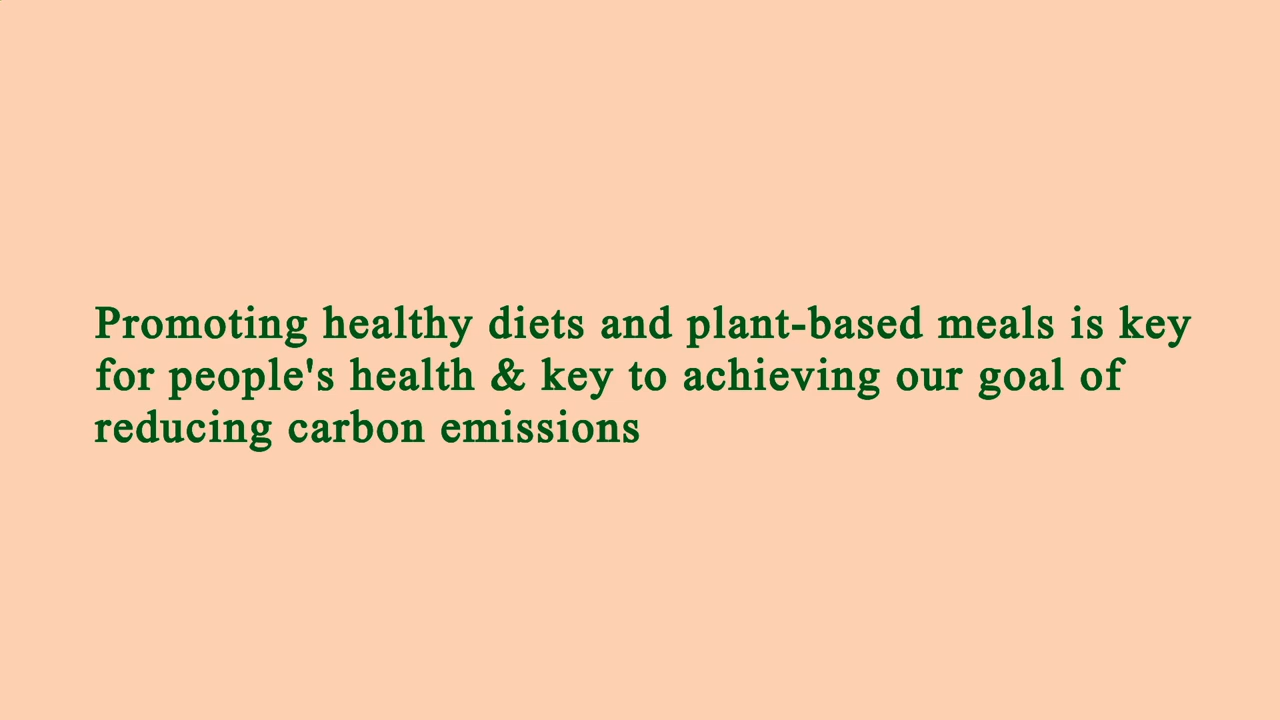 Promoting healthy diets and plant-based meals is key
for people's health & key to achieving our goal of
reducing carbon emissions